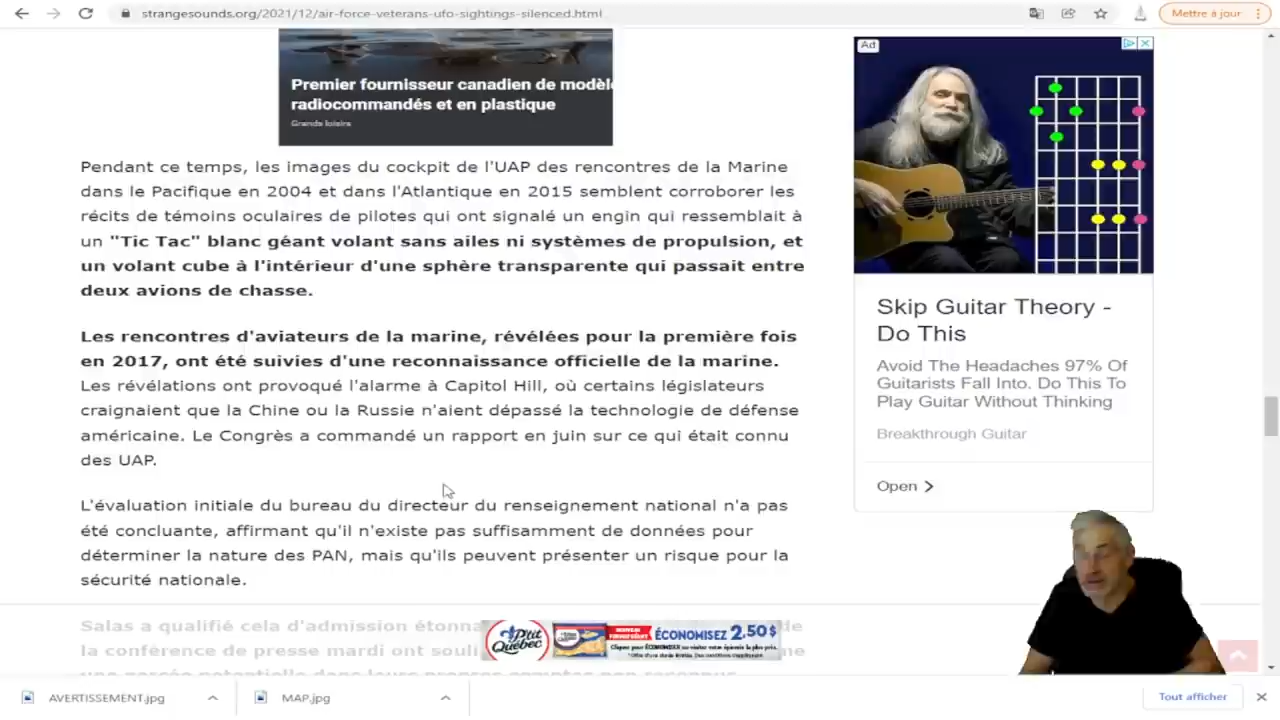 strangesounds.org/2021/12/air-force-veterans-ufo-sightings-silenced.html
Mettre à jour
Premier fournisseur canadien de modèl
radiocommandés et en plastique
Grands loisirs
Pendant ce temps, les images du cockpit de l'UAP des rencontres de la Marine
dans le Pacifique en 2004 et dans l'Atlantique en 2015 semblent corroborer les
récits de témoins oculaires de pilotes qui ont signalé un engin qui ressemblait à
un "Tic Tac" blanc géant volant sans ailes ni systèmes de propulsion, et
un volant cube à l'intérieur d'une sphère transparente qui passait entre
deux avions de chasse.
Les rencontres d'aviateurs de la marine, révélées pour la première fois
en 2017, ont été suivies d'une reconnaissance officielle de la marine.
Les révélations ont provoqué l'alarme à Capitol Hill, où certains législateurs
craignaient que la Chine ou la Russie n'aient dépassé la technologie de défense
américaine. Le Congrès a commandé un rapport en juin sur ce qui était connu
des UAP.
L'évaluation initiale du bureau du directeur du renseignement national n'a pas
été concluante, affirmant qu'il n'existe pas suffisamment de données pour
déterminer la nature des PAN, mais qu'ils peuvent présenter un risque pour la
sécurité nationale.
Salas a qualifié cela d'admission étonn
de
la conférence de presse mardi ont souli
Ad
Skip Guitar Theory -
Do This
Avoid The Headaches 97% Of
Guitarists Fall Into. Do This To
Play Guitar Without Thinking
Breakthrough Guitar
Open
P'tit
Québec
ÉCONOMISEZ 2,50$
AVERTISSEMENT.jpg
MAP.jpg
Tout afficher